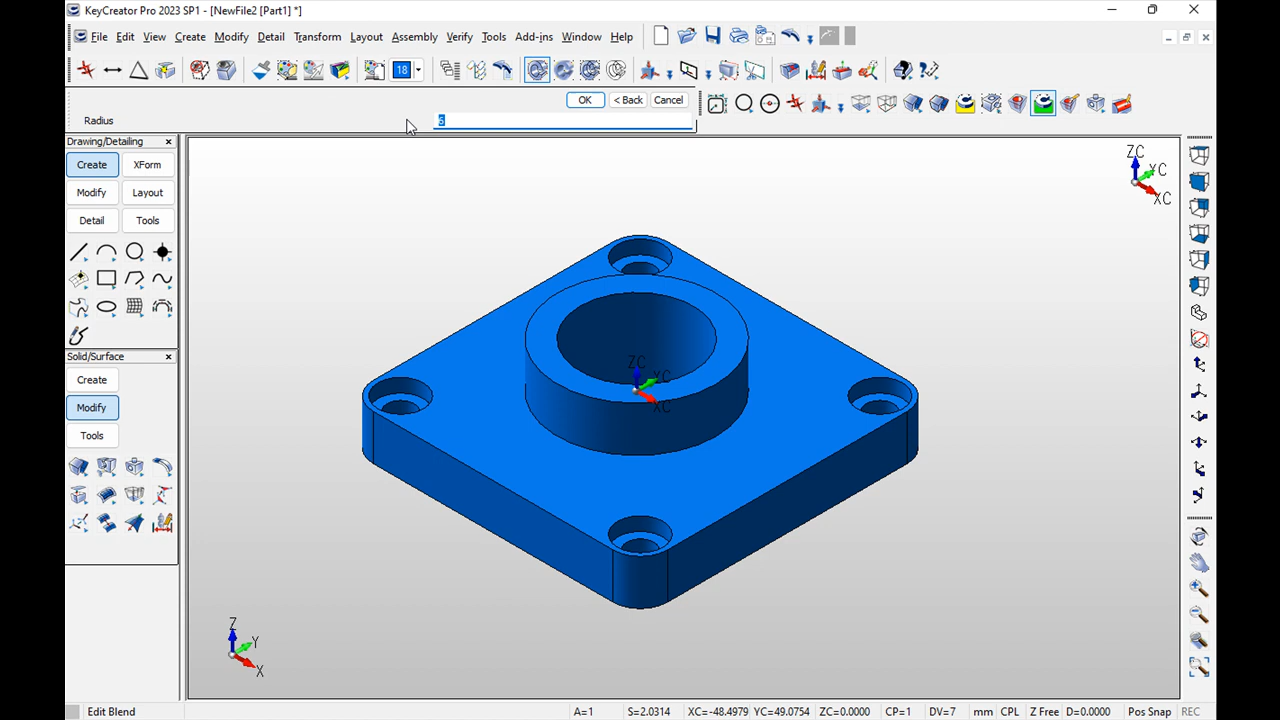 KeyCreator Pro 2023 SP1 - [NewFile2 [Part1] *]
File Edit View Create Modify Detail Transform Layout Assembly Verify Tools Add-ins Window Help
18
OK < Back Cancel
Radius 6
Drawing/Detailing
Create XForm
Modify Layout
Detail Tools
Solid/Surface
Create
Modify
Tools
ZC
YC
XC
ZC
XC
XC
Z
Y
X
Edit Blend A=1 S=2.0314 XC=-48.4979 YC=49.0754 ZC=0.0000 CP=1 DV=7 mm CPL Z Free D=0.0000 Pos Snap REC